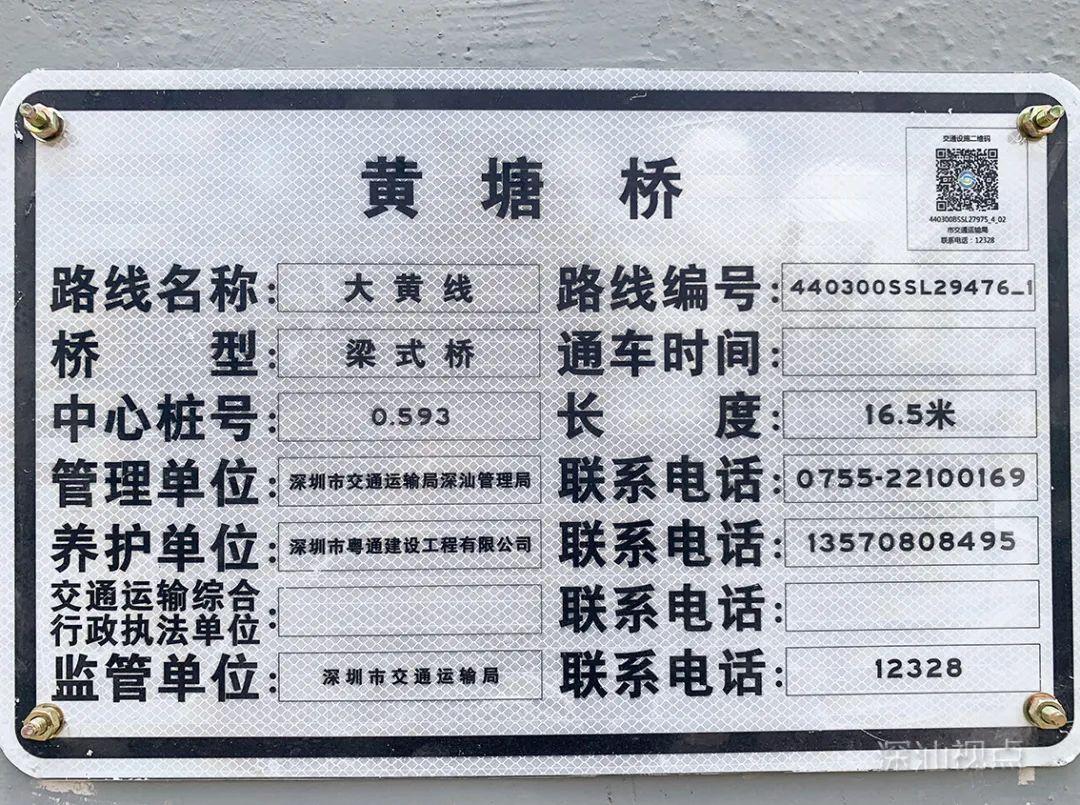 黄塘桥
交通设施二维码
440300BSSL27975_4_02
市交通运输局
联系电话：12328
路线名称：大黄线 路线编号：440300SSL29476_1
桥型：梁式桥 通车时间：
中心桩号：0.593 长度：16.5米
管理单位：深圳市交通运输局深汕管理局 联系电话：0755-22100169
养护单位：深圳市粤通建设工程有限公司 联系电话：13570808495
交通运输综合
行政执法单位： 联系电话：
监管单位：深圳市交通运输局 联系电话：12328
深汕视点